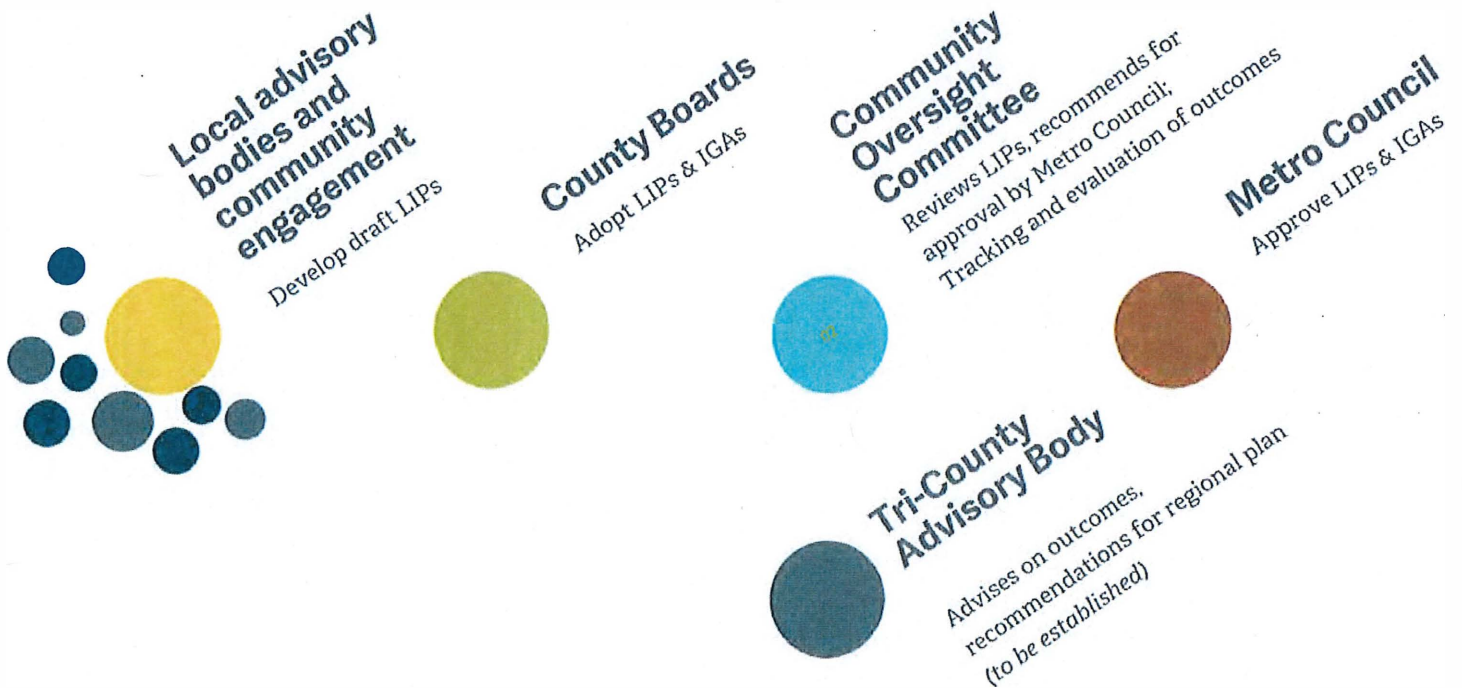 Local advisory
bodies and
community
engagement
Develop draft LIPs
County Boards
Adopt LIPs & IGAs
Community
Oversight
Committee
Reviews LIPs, recommends for
approval by Metro Council;
Tracking and evaluation of outcomes
Metro Council
Approve LIPs & IGAs
Tri-County
Advisory Body
Advises on outcomes,
recommendations for regional plan
(to be established)